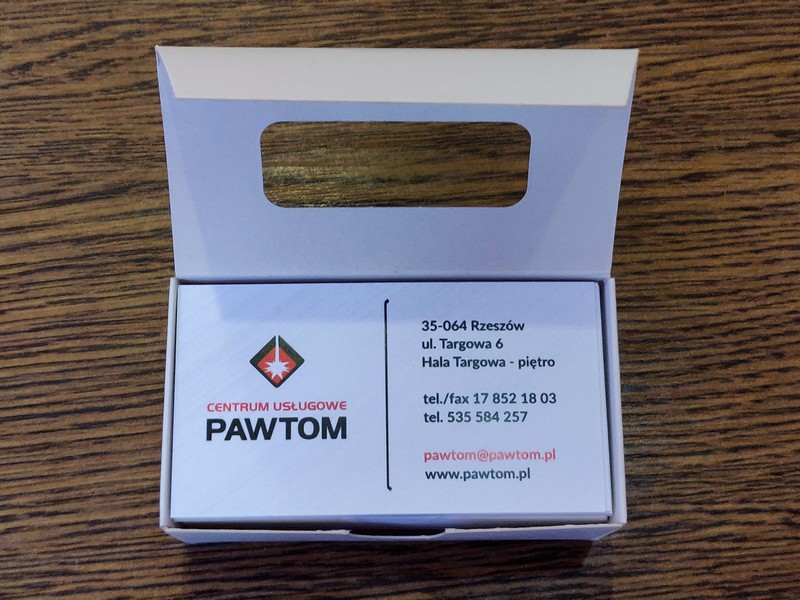 CENTRUM USŁUGOWE
PAWTOM
35-064 Rzeszów
ul. Targowa 6
Hala Targowa - piętro
tel./fax 17 852 18 03
tel. 535 584 257
pawtom@pawtom.pl
www.pawtom.pl